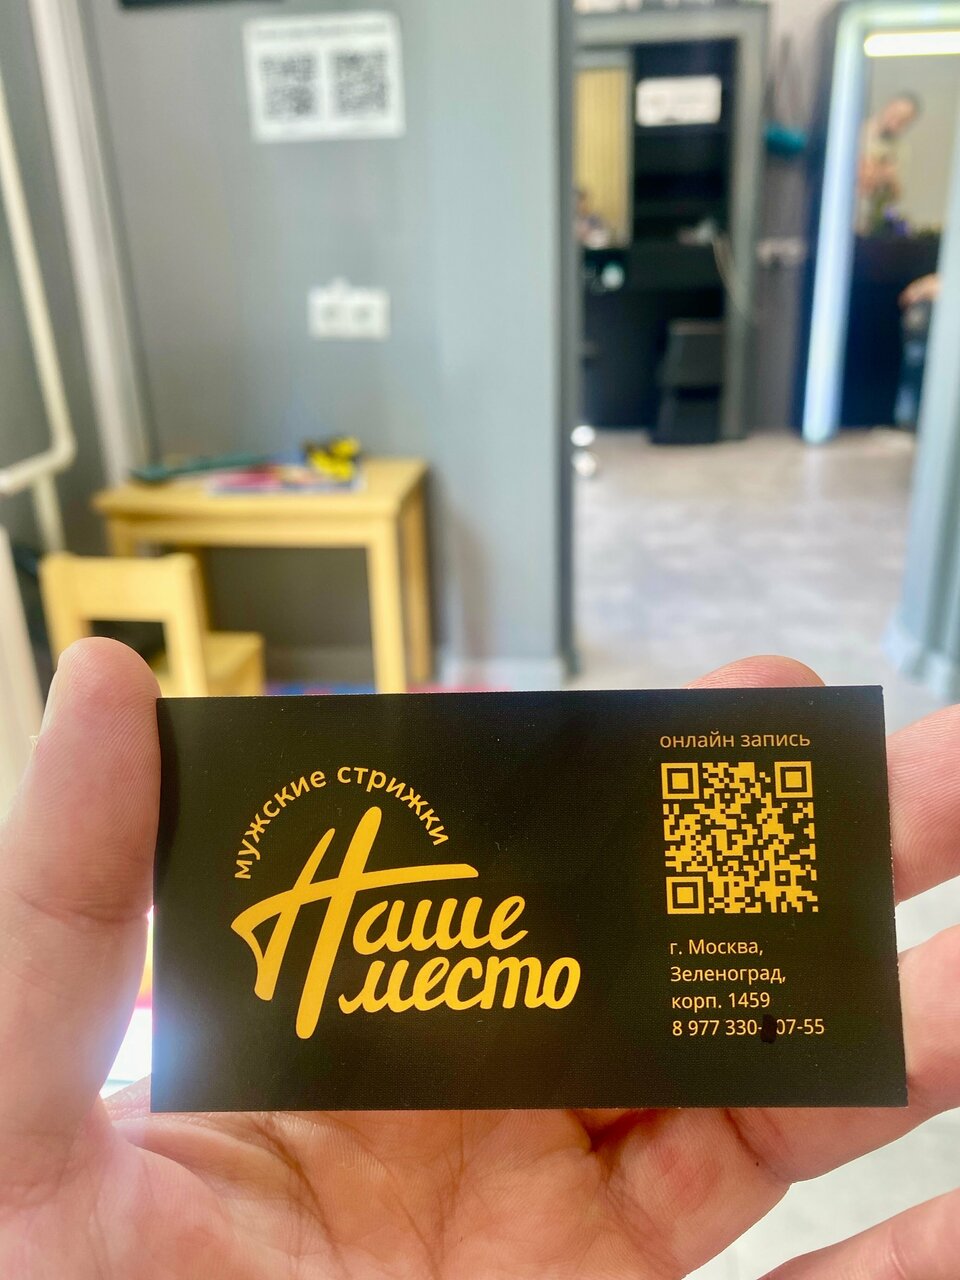 мужские стрижки
Наше
место
онлайн запись
г. Москва,
Зеленоград,
корп. 1459
8 977 330- 07-55